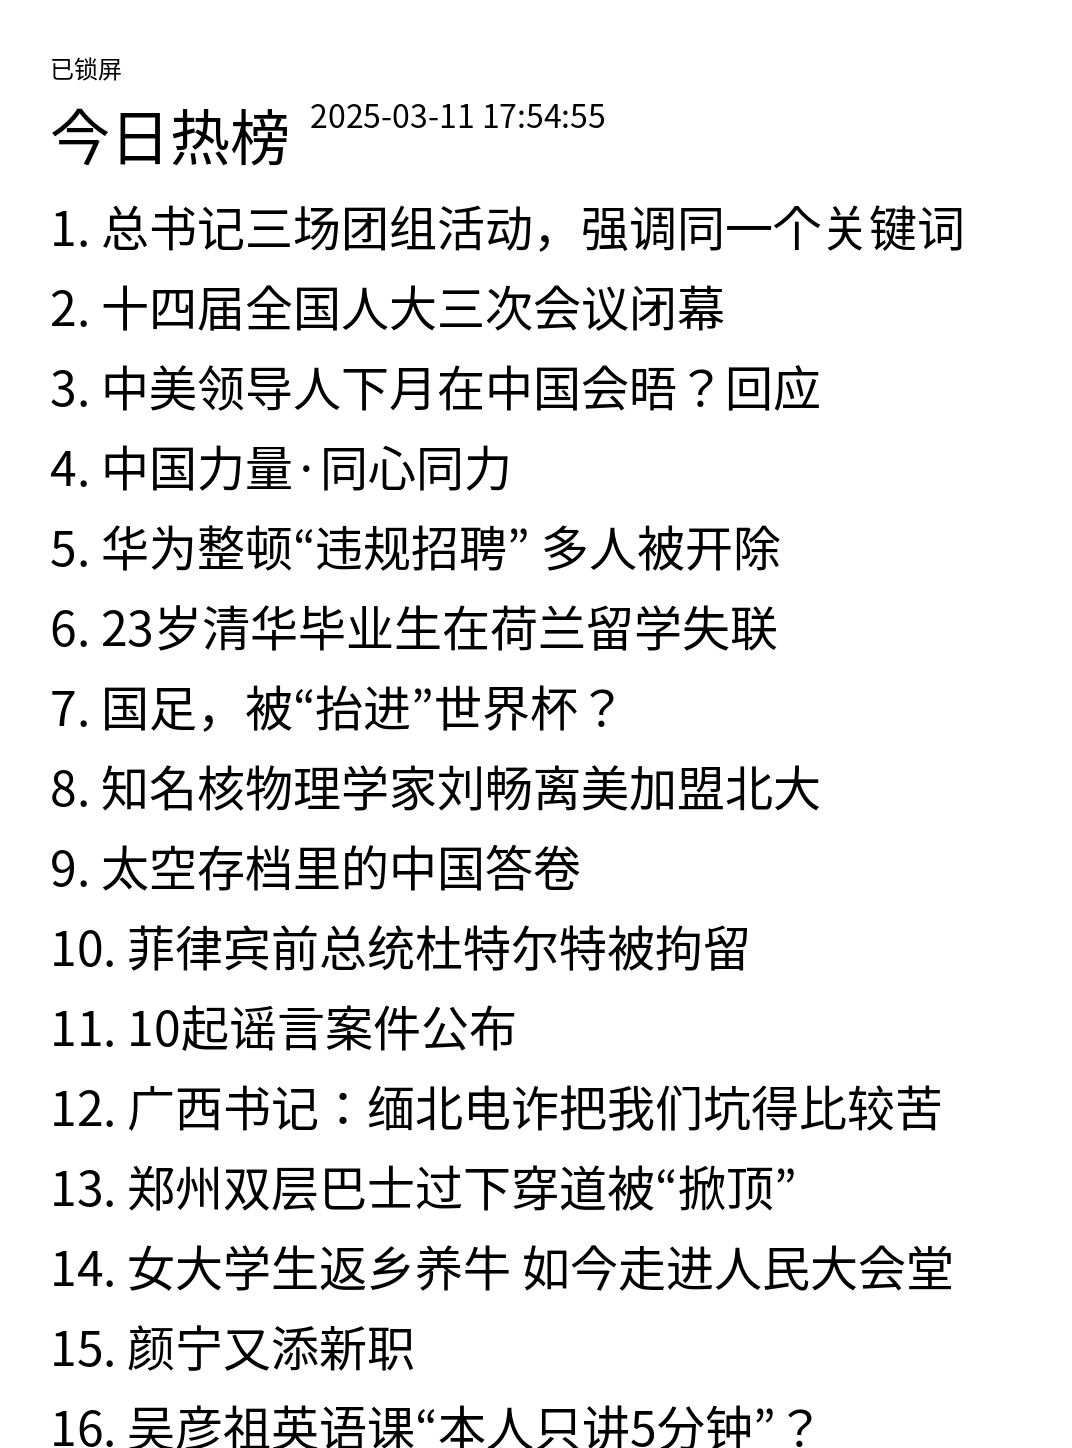 已锁屏
今日热榜 2025-03-11 17:54:55
1. 总书记三场团组活动，强调同一个关键词
2. 十四届全国人大三次会议闭幕
3. 中美领导人下月在中国会晤？回应
4. 中国力量·同心同力
5. 华为整顿“违规招聘” 多人被开除
6. 23岁清华毕业生在荷兰留学失联
7. 国足，被“抬进”世界杯？
8. 知名核物理学家刘畅离美加盟北大
9. 太空存档里的中国答卷
10. 菲律宾前总统杜特尔特被拘留
11. 10起谣言案件公布
12. 广西书记：缅北电诈把我们坑得比较苦
13. 郑州双层巴士过下穿道被“掀顶”
14. 女大学生返乡养牛 如今走进人民大会堂
15. 颜宁又添新职
16. 吴彦祖英语课“本人只讲5分钟”？